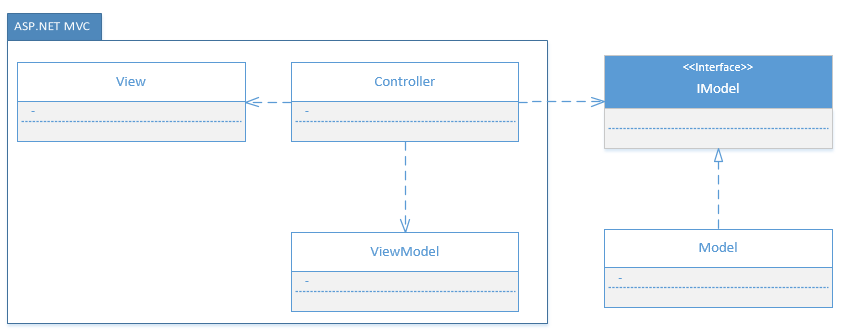 ASP.NET MVC
View
-
Controller
-
<<Interface>>
IModel
ViewModel
-
Model
-